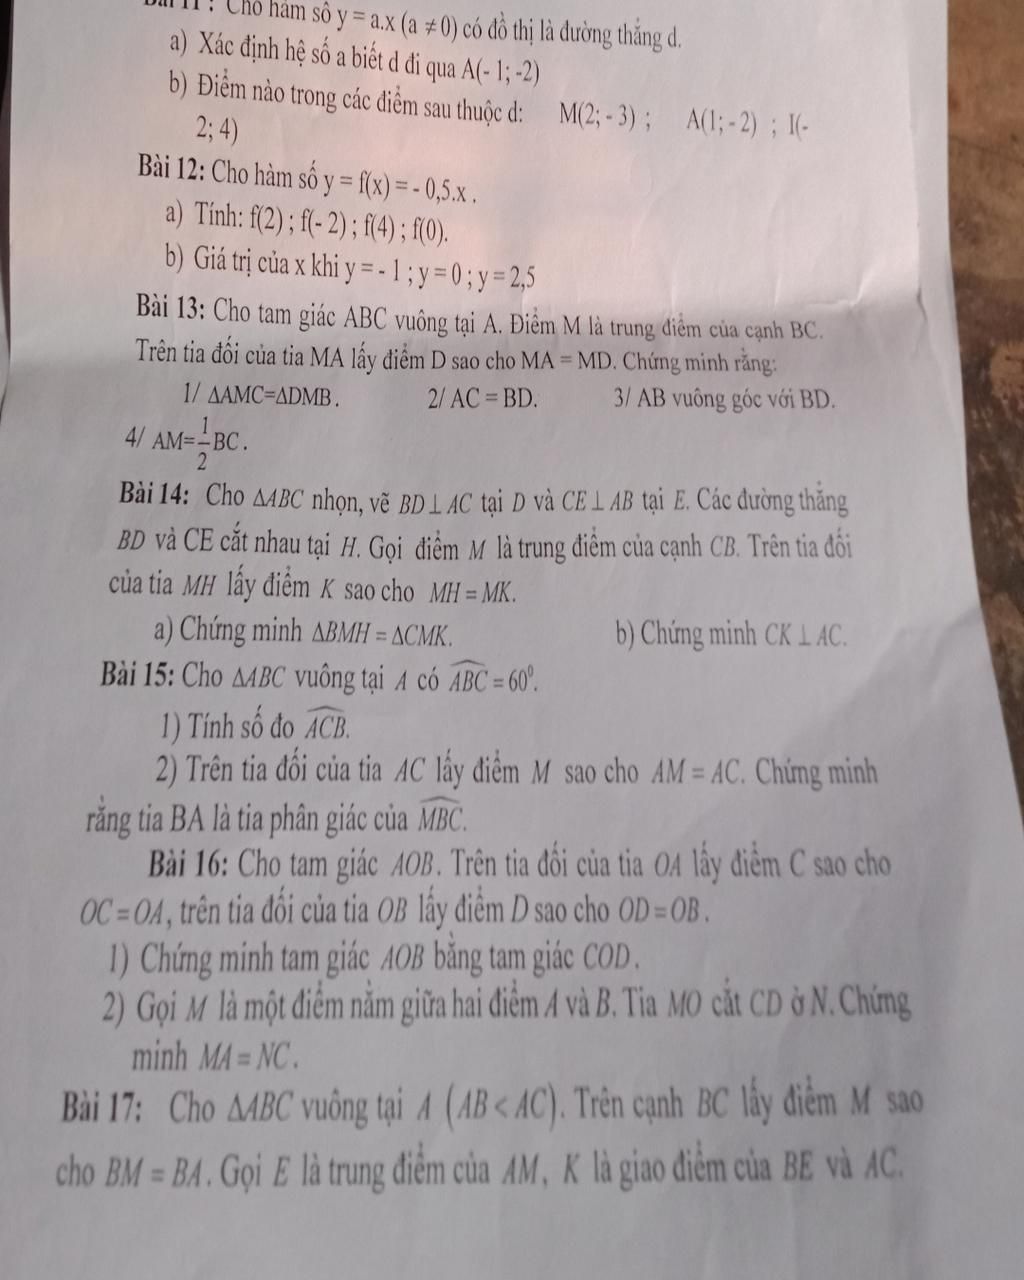 Bài 11 : Cho hàm số y = a.x (a ≠ 0) có đồ thị là đường thẳng d.
a) Xác định hệ số a biết d đi qua A(- 1; -2)
b) Điểm nào trong các điểm sau thuộc d: M(2; - 3) ; A(1; - 2) ; I(-
2; 4)
Bài 12: Cho hàm số y = f(x) = - 0,5.x .
a) Tính: f(2) ; f(- 2) ; f(4) ; f(0).
b) Giá trị của x khi y = - 1 ; y = 0 ; y = 2,5
Bài 13: Cho tam giác ABC vuông tại A. Điểm M là trung điểm của cạnh BC.
Trên tia đối của tia MA lấy điểm D sao cho MA = MD. Chứng minh rằng:
1/ ΔAMC=ΔDMB. 2/ AC = BD. 3/ AB vuông góc với BD.
4/ AM=1/2 BC.
Bài 14: Cho ΔABC nhọn, vẽ BD ⊥ AC tại D và CE ⊥ AB tại E. Các đường thẳng
BD và CE cắt nhau tại H. Gọi điểm M là trung điểm của cạnh CB. Trên tia đối
của tia MH lấy điểm K sao cho MH = MK.
a) Chứng minh ΔBMH = ΔCMK. b) Chứng minh CK ⊥ AC.
Bài 15: Cho ΔABC vuông tại A có \widehat{ABC} = 60⁰.
1) Tính số đo \widehat{ACB}.
2) Trên tia đối của tia AC lấy điểm M sao cho AM = AC. Chứng minh
rằng tia BA là tia phân giác của \widehat{MBC}.
Bài 16: Cho tam giác AOB. Trên tia đối của tia OA lấy điểm C sao cho
OC = OA, trên tia đối của tia OB lấy điểm D sao cho OD = OB.
1) Chứng minh tam giác AOB bằng tam giác COD.
2) Gọi M là một điểm nằm giữa hai điểm A và B. Tia MO cắt CD ở N. Chứng
minh MA = NC.
Bài 17: Cho ΔABC vuông tại A (AB < AC). Trên cạnh BC lấy điểm M sao
cho BM = BA. Gọi E là trung điểm của AM, K là giao điểm của BE và AC.